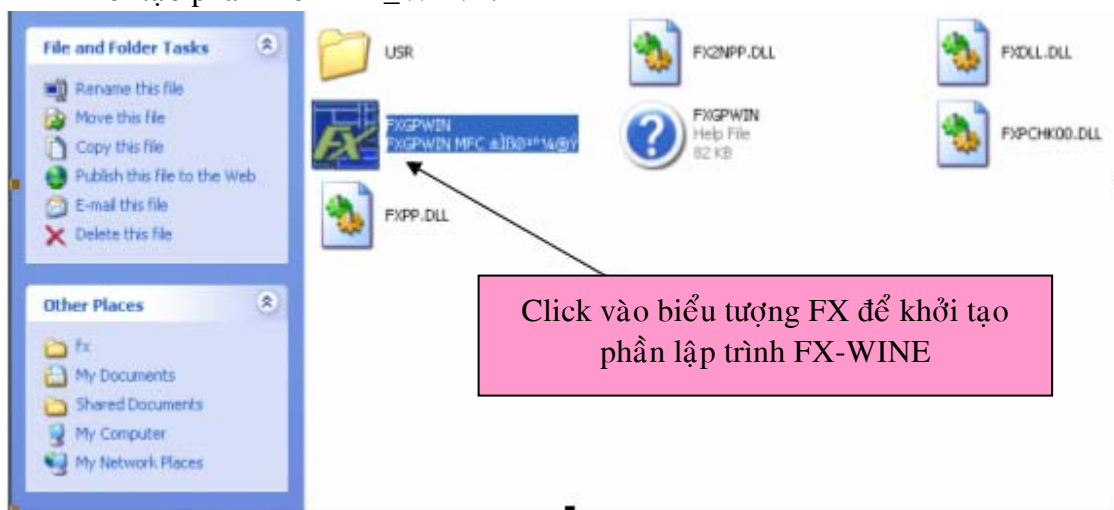 File and Folder Tasks
Rename this file
Move this file
Copy this file
Publish this file to the Web
E-mail this file
Delete this file
Other Places
fx
My Documents
Shared Documents
My Computer
My Network Places
USR
FX2NPP.DLL
FXDLL.DLL
FXGPWIN
FXGPWIN MFC
FXGPWIN
Help File
82 KB
FXPCHK00.DLL
FXPP.DLL
Click vào biểu tượng FX để khởi tạo
phần lập trình FX-WINE